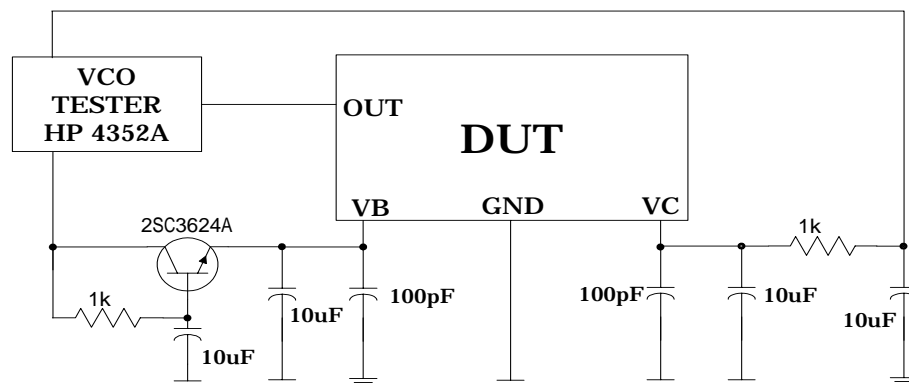 VCO
TESTER
HP 4352A
OUT
DUT
VB
GND
VC
2SC3624A
1k
1k
10uF
10uF
100pF
100pF
10uF
10uF